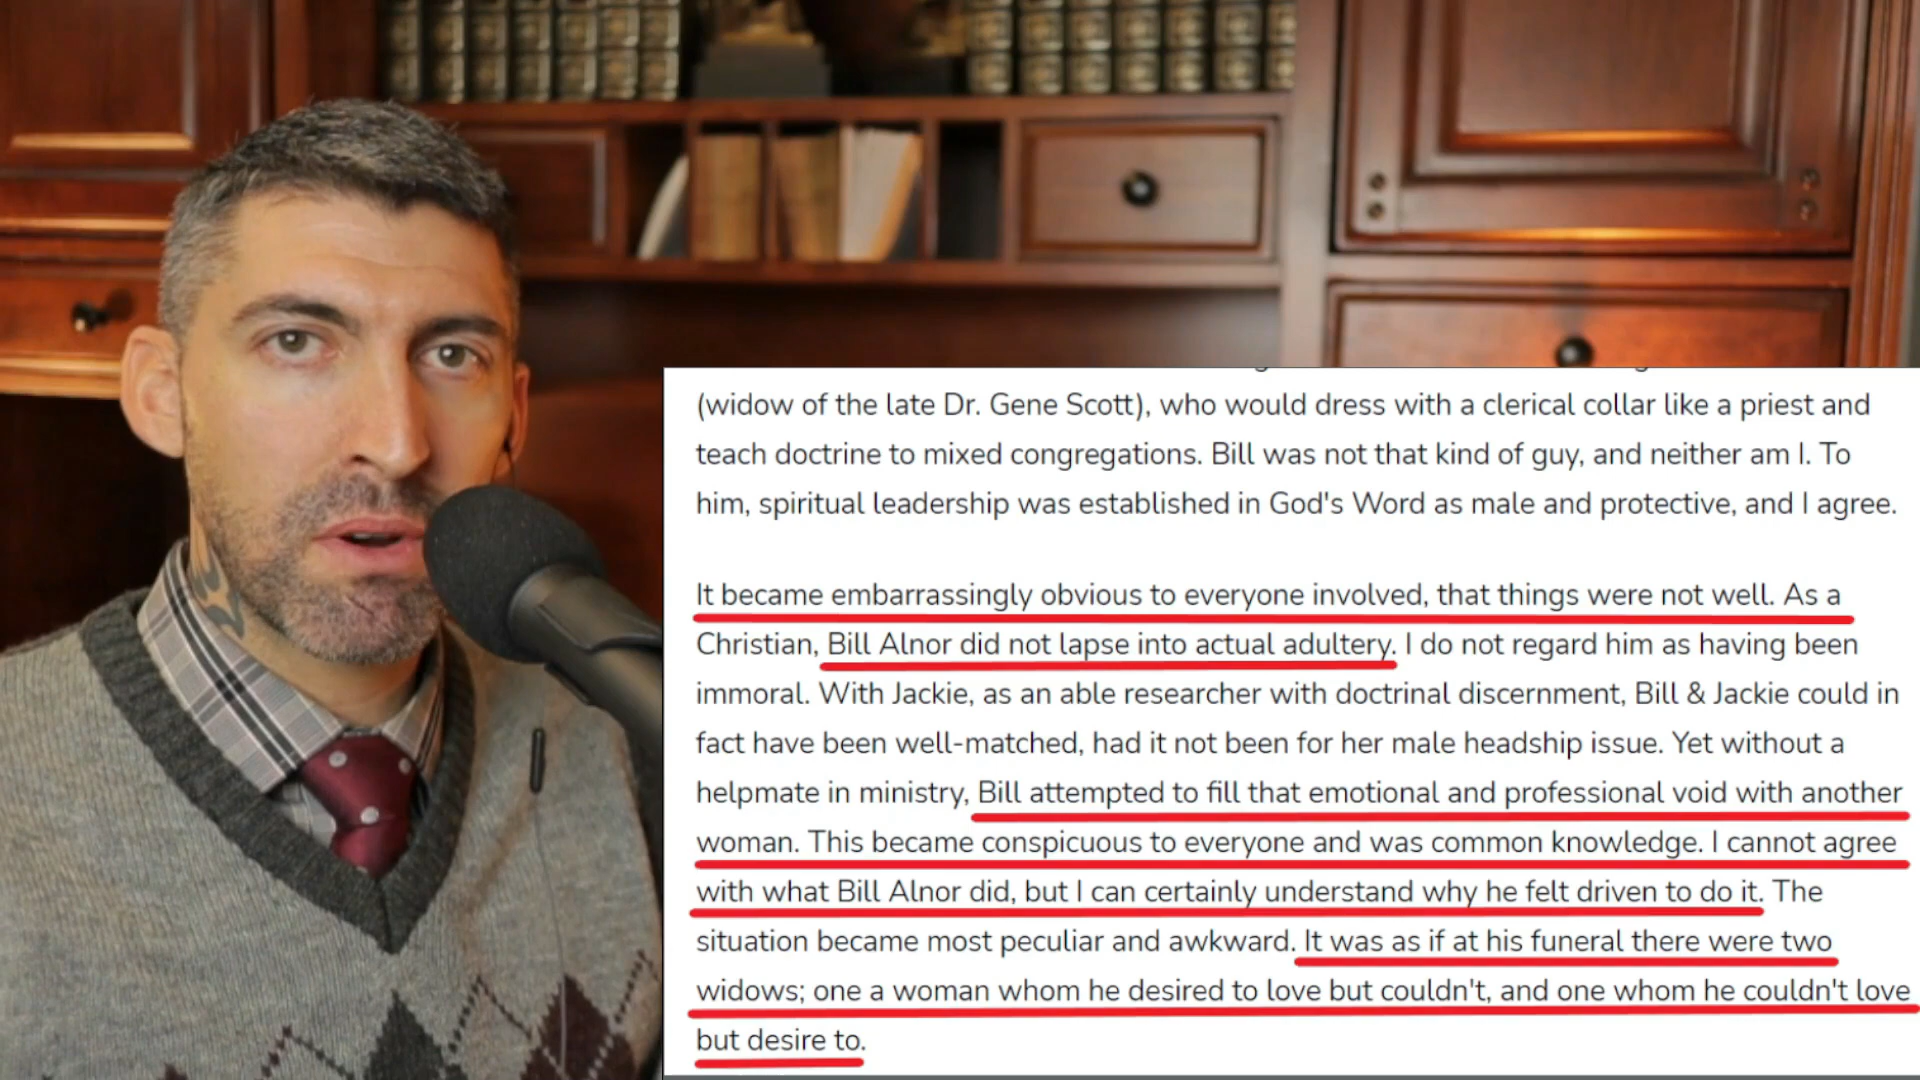 (widow of the late Dr. Gene Scott), who would dress with a clerical collar like a priest and
teach doctrine to mixed congregations. Bill was not that kind of guy, and neither am I. To
him, spiritual leadership was established in God's Word as male and protective, and I agree.
It became embarrassingly obvious to everyone involved, that things were not well. As a
Christian, Bill Alnor did not lapse into actual adultery. I do not regard him as having been
immoral. With Jackie, as an able researcher with doctrinal discernment, Bill & Jackie could in
fact have been well-matched, had it not been for her male headship issue. Yet without a
helpmate in ministry, Bill attempted to fill that emotional and professional void with another
woman. This became conspicuous to everyone and was common knowledge. I cannot agree
with what Bill Alnor did, but I can certainly understand why he felt driven to do it. The
situation became most peculiar and awkward. It was as if at his funeral there were two
widows; one a woman whom he desired to love but couldn't, and one whom he couldn't love
but desire to.